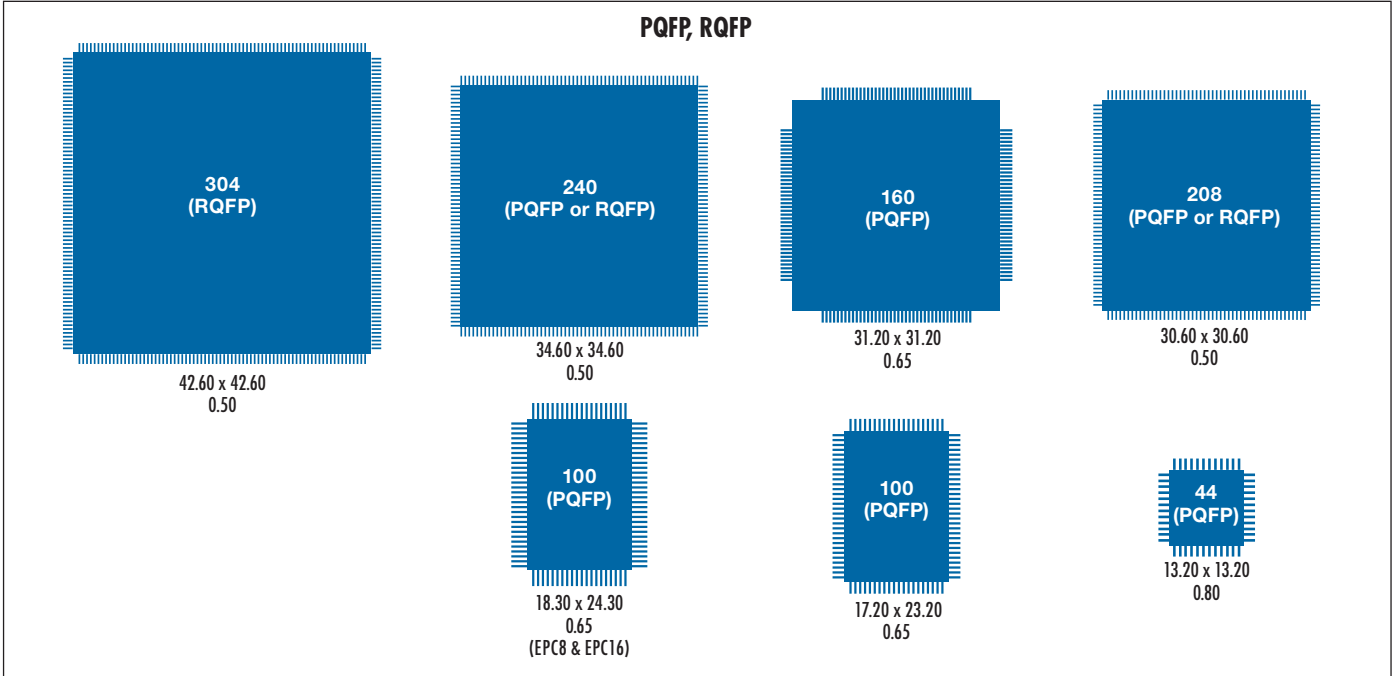 PQFP, RQFP
304
(RQFP)
42.60 x 42.60
0.50
240
(PQFP or RQFP)
34.60 x 34.60
0.50
160
(PQFP)
31.20 x 31.20
0.65
208
(PQFP or RQFP)
30.60 x 30.60
0.50
100
(PQFP)
18.30 x 24.30
0.65
(EPC8 & EPC16)
100
(PQFP)
17.20 x 23.20
0.65
44
(PQFP)
13.20 x 13.20
0.80